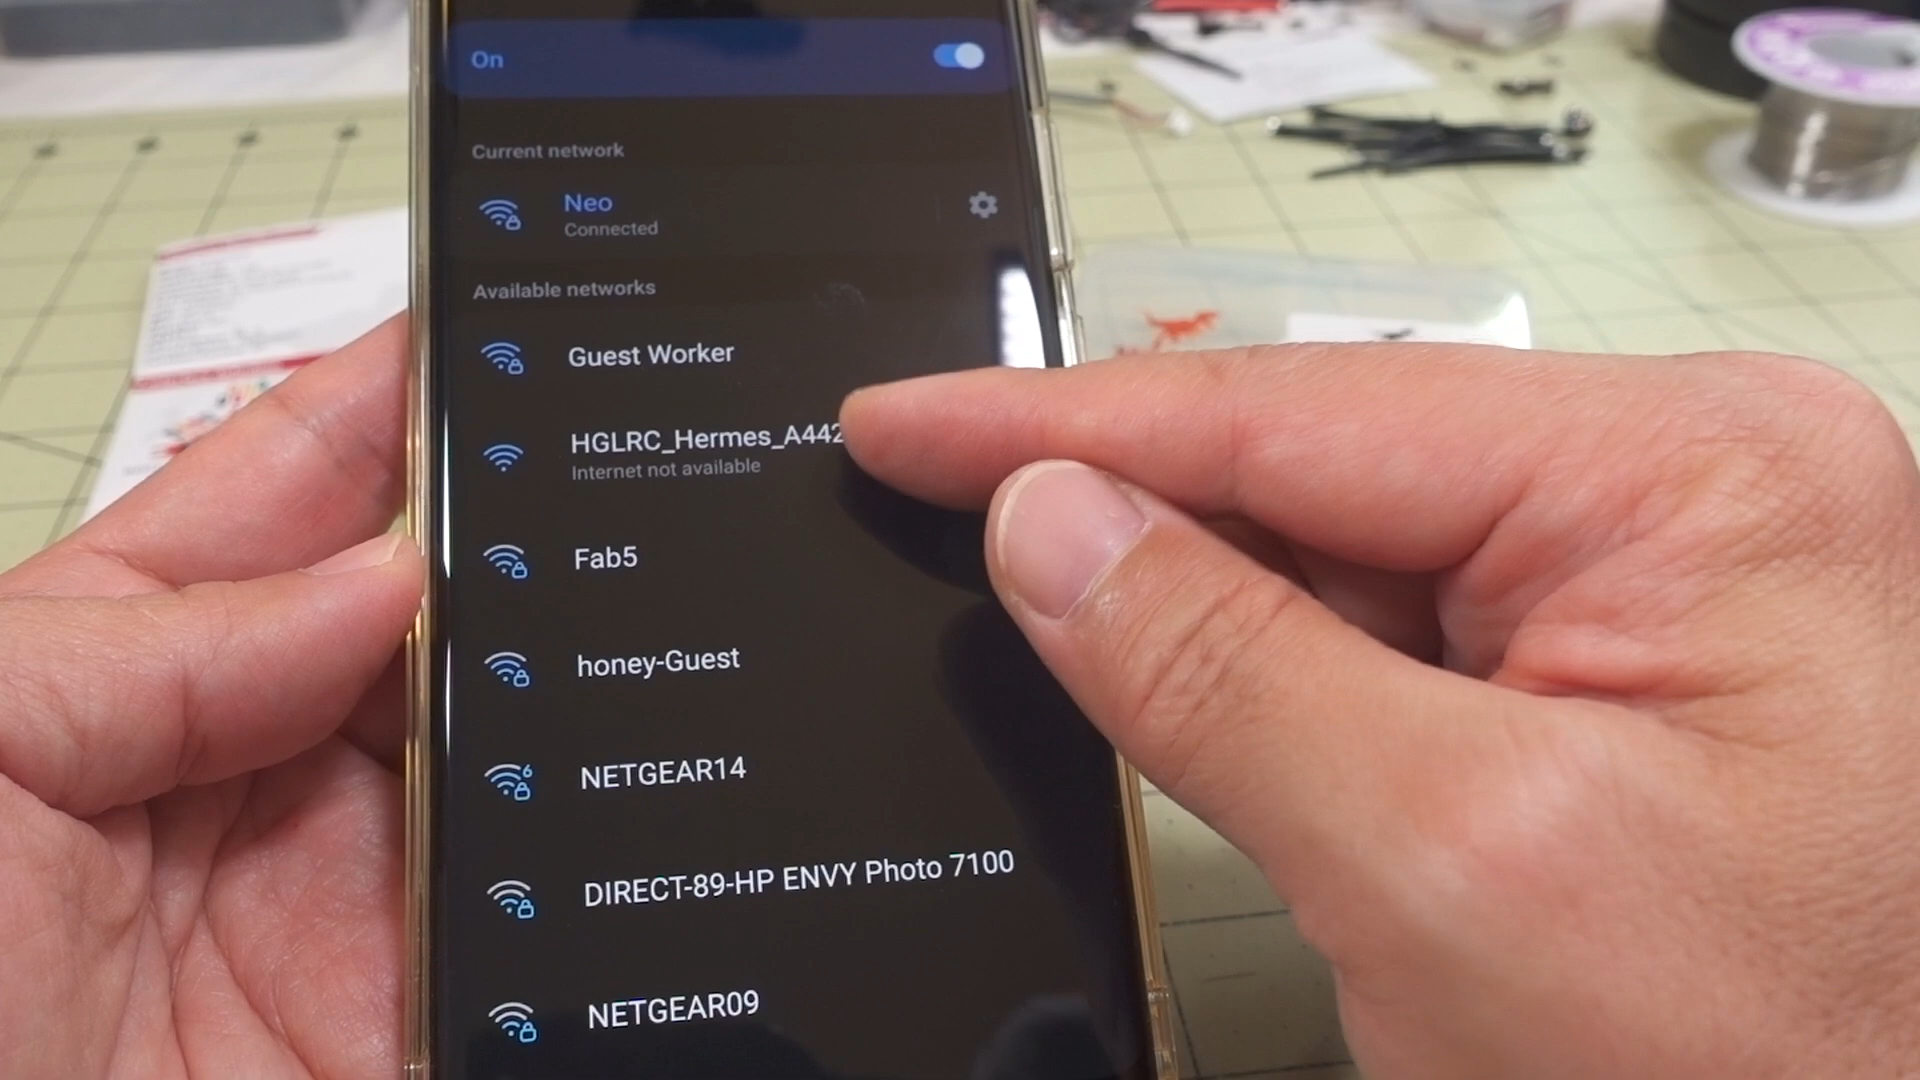 On
Current network
Neo
Connected
Available networks
Guest Worker
HGLRC_Hermes_A442
Internet not available
Fab5
honey-Guest
6
NETGEAR14
DIRECT-89-HP ENVY Photo 7100
NETGEAR09